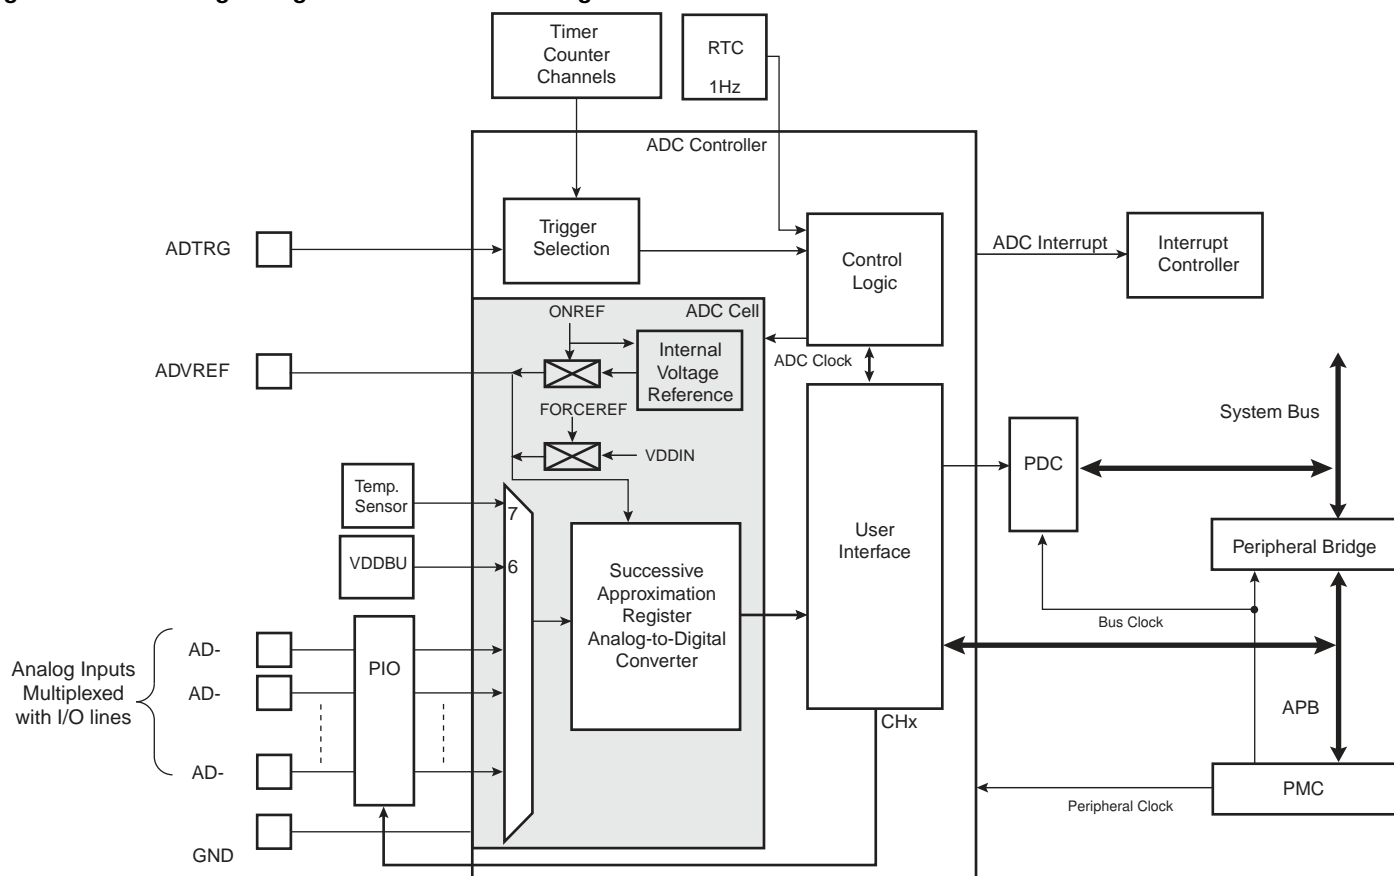 Timer
Counter
Channels
RTC
1Hz
ADC Controller
ADTRG
Trigger
Selection
Control
Logic
ADC Interrupt
Interrupt
Controller
ONREF
ADC Cell
ADVREF
Internal
Voltage
Reference
ADC Clock
FORCEREF
VDDIN
System Bus
PDC
Temp.
Sensor
7
VDDBU
6
User
Interface
Peripheral Bridge
Successive
Approximation
Register
Analog-to-Digital
Converter
Bus Clock
Analog Inputs
Multiplexed
with I/O lines
AD-
AD-
AD-
PIO
CHx
APB
PMC
Peripheral Clock
GND